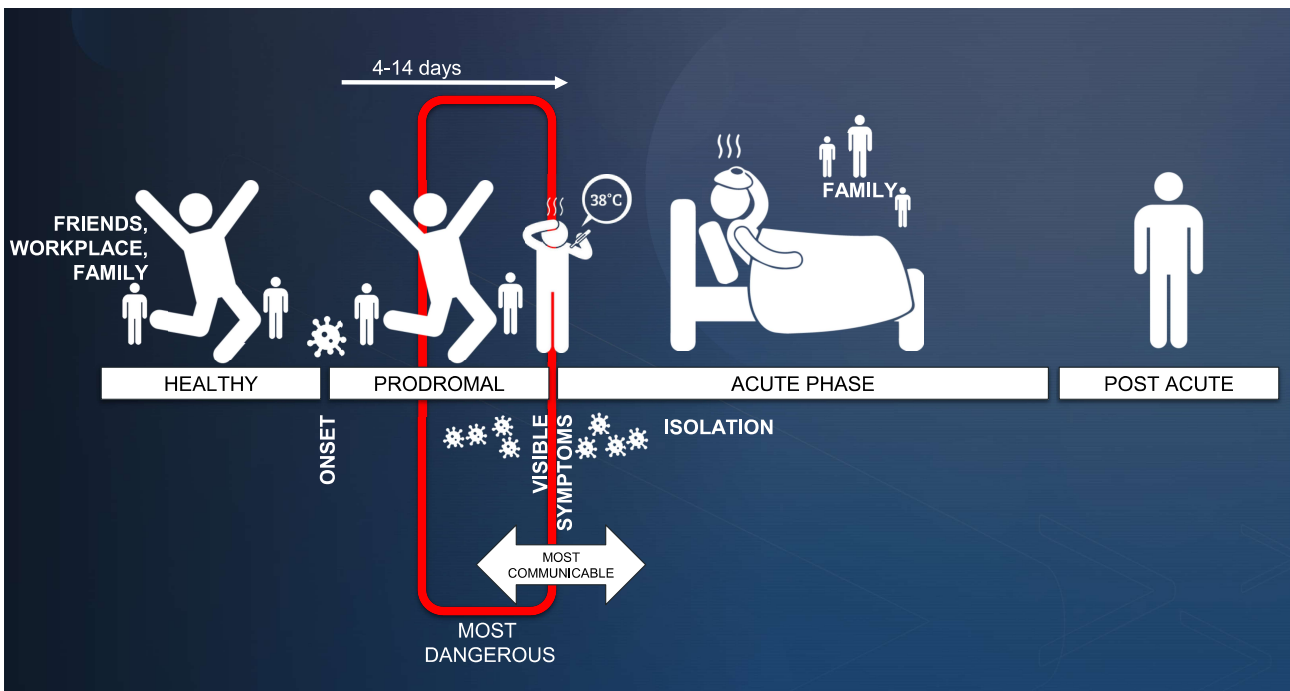 4-14 days
38°C
FAMILY
FRIENDS,
WORKPLACE,
FAMILY
HEALTHY
PRODROMAL
ACUTE PHASE
POST ACUTE
ONSET
VISIBLE
SYMPTOMS
ISOLATION
MOST
COMMUNICABLE
MOST
DANGEROUS